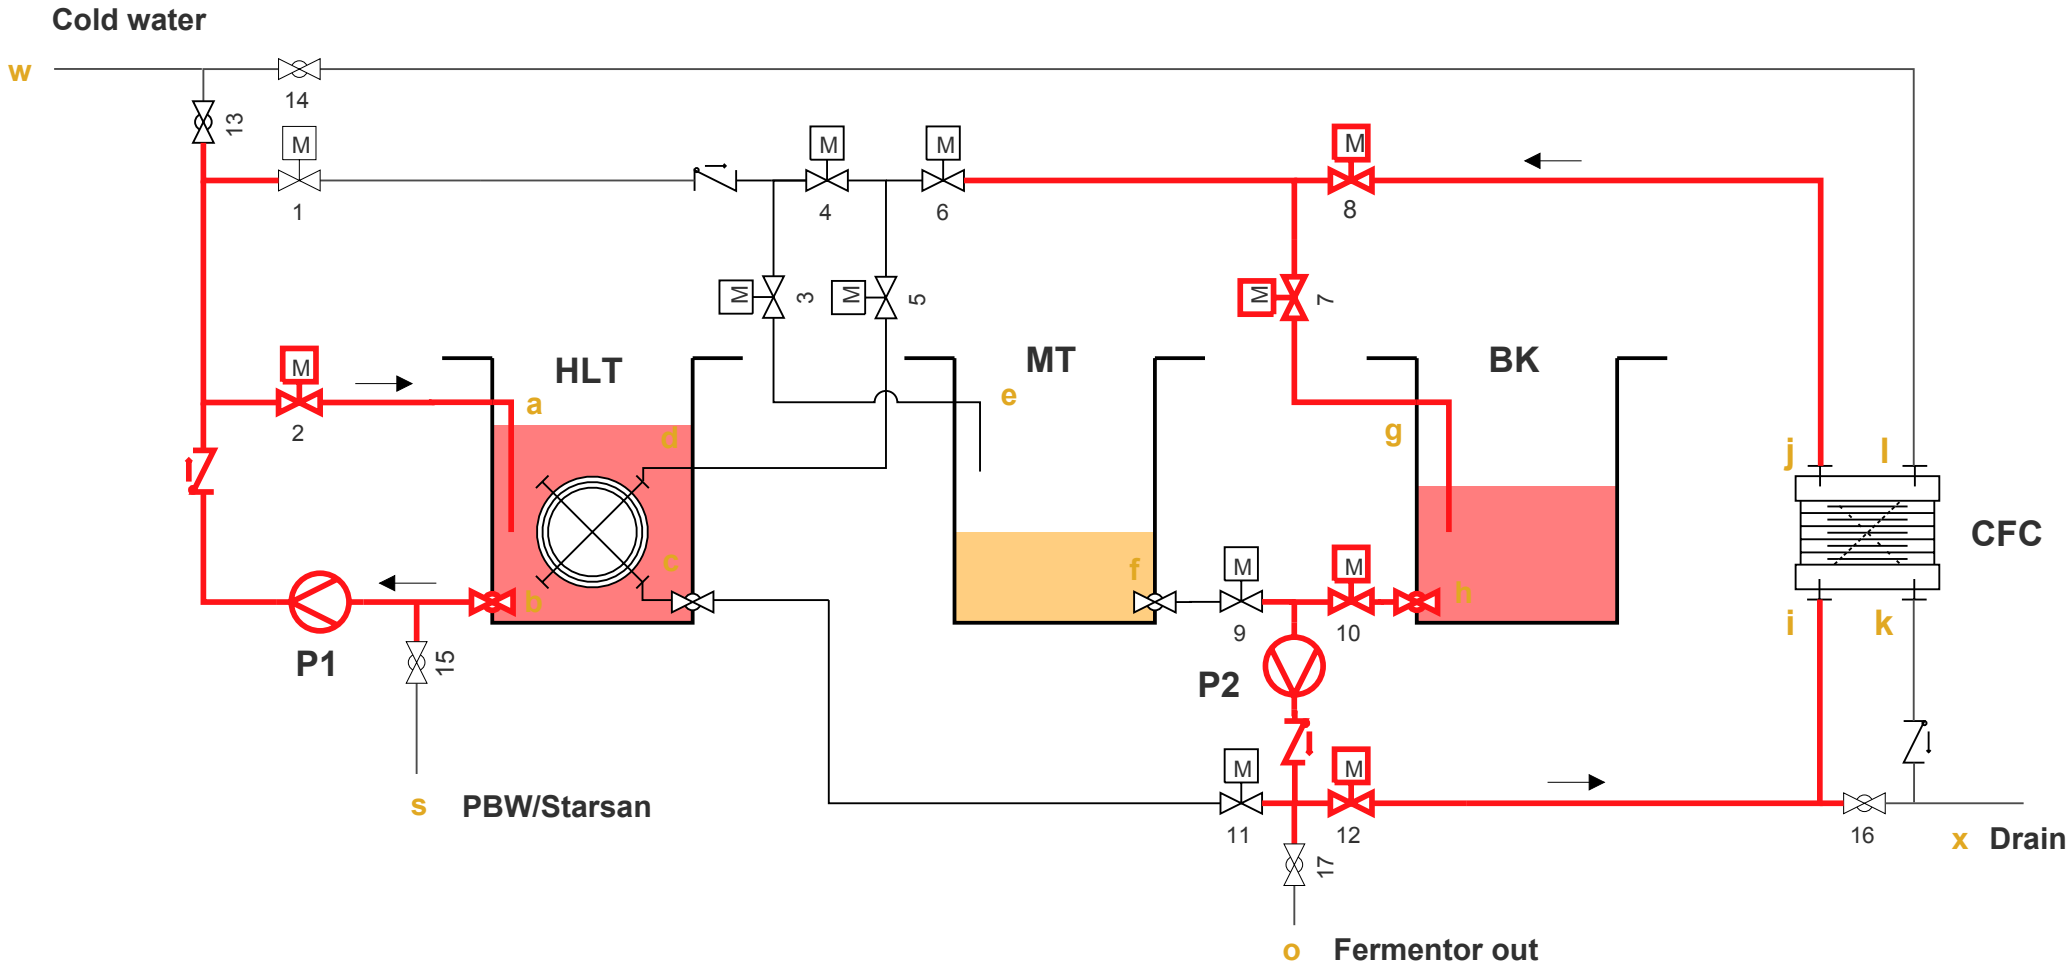 Cold water
w
14
13
M
M
M
M
1
4
6
8
M
3
M
5
M
7
M
HLT
MT
BK
a
e
2
d
g
j
l
c
f
M
M
CFC
b
h
9
10
i
k
P1
15
P2
M
M
s
PBW/Starsan
11
12
16
x
Drain
17
o
Fermentor out